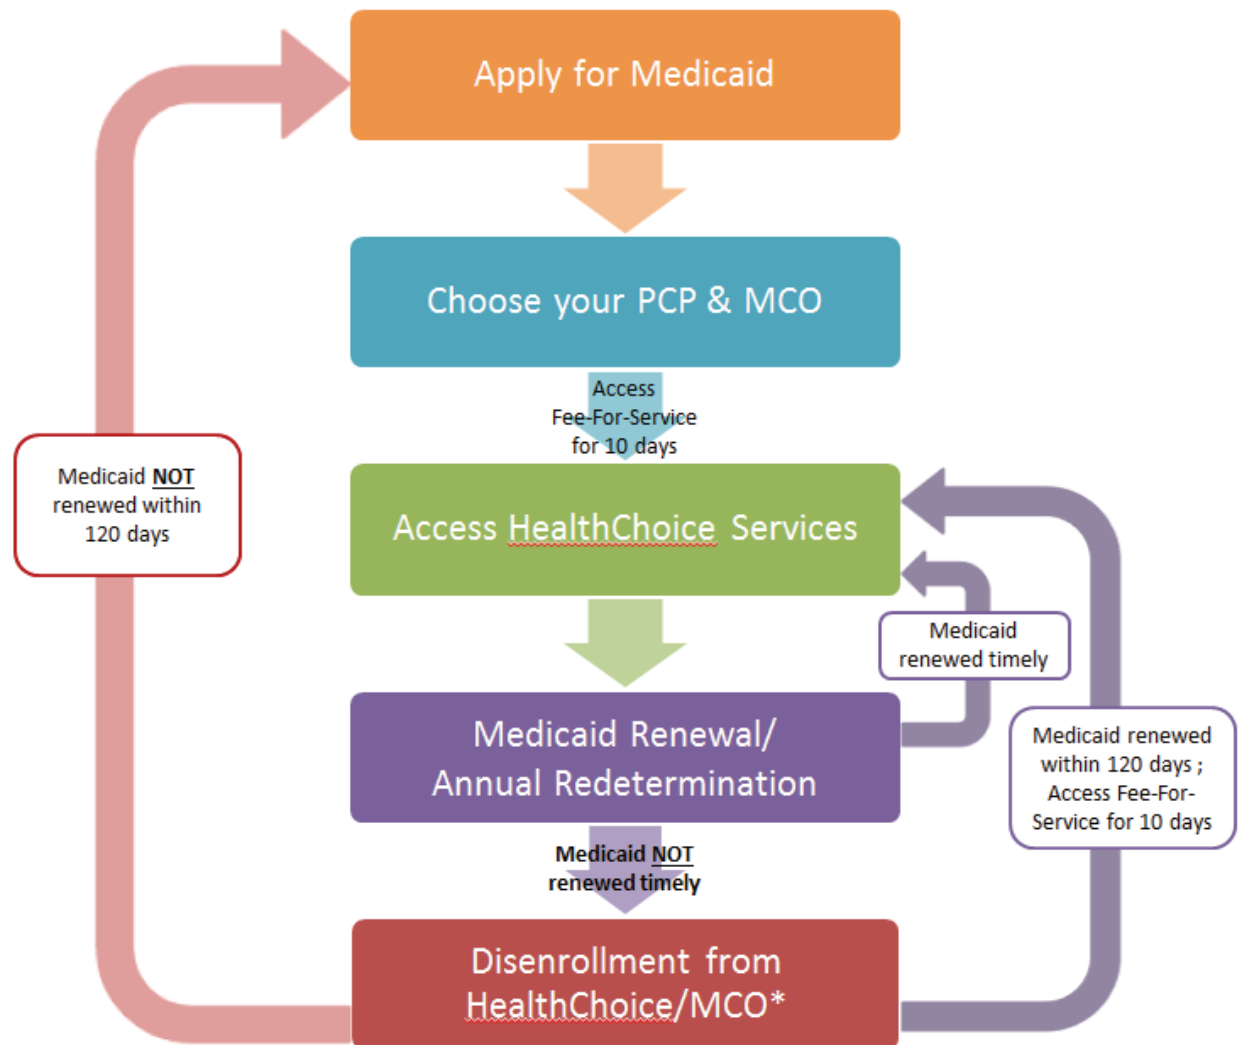 Apply for Medicaid
Choose your PCP & MCO
Access
Fee-For-Service
for 10 days
Medicaid NOT
renewed within
120 days
Access HealthChoice Services
Medicaid
renewed timely
Medicaid Renewal/
Annual Redetermination
Medicaid renewed
within 120 days ;
Access Fee-For-
Service for 10 days
Medicaid NOT
renewed timely
Disenrollment from
HealthChoice/MCO*